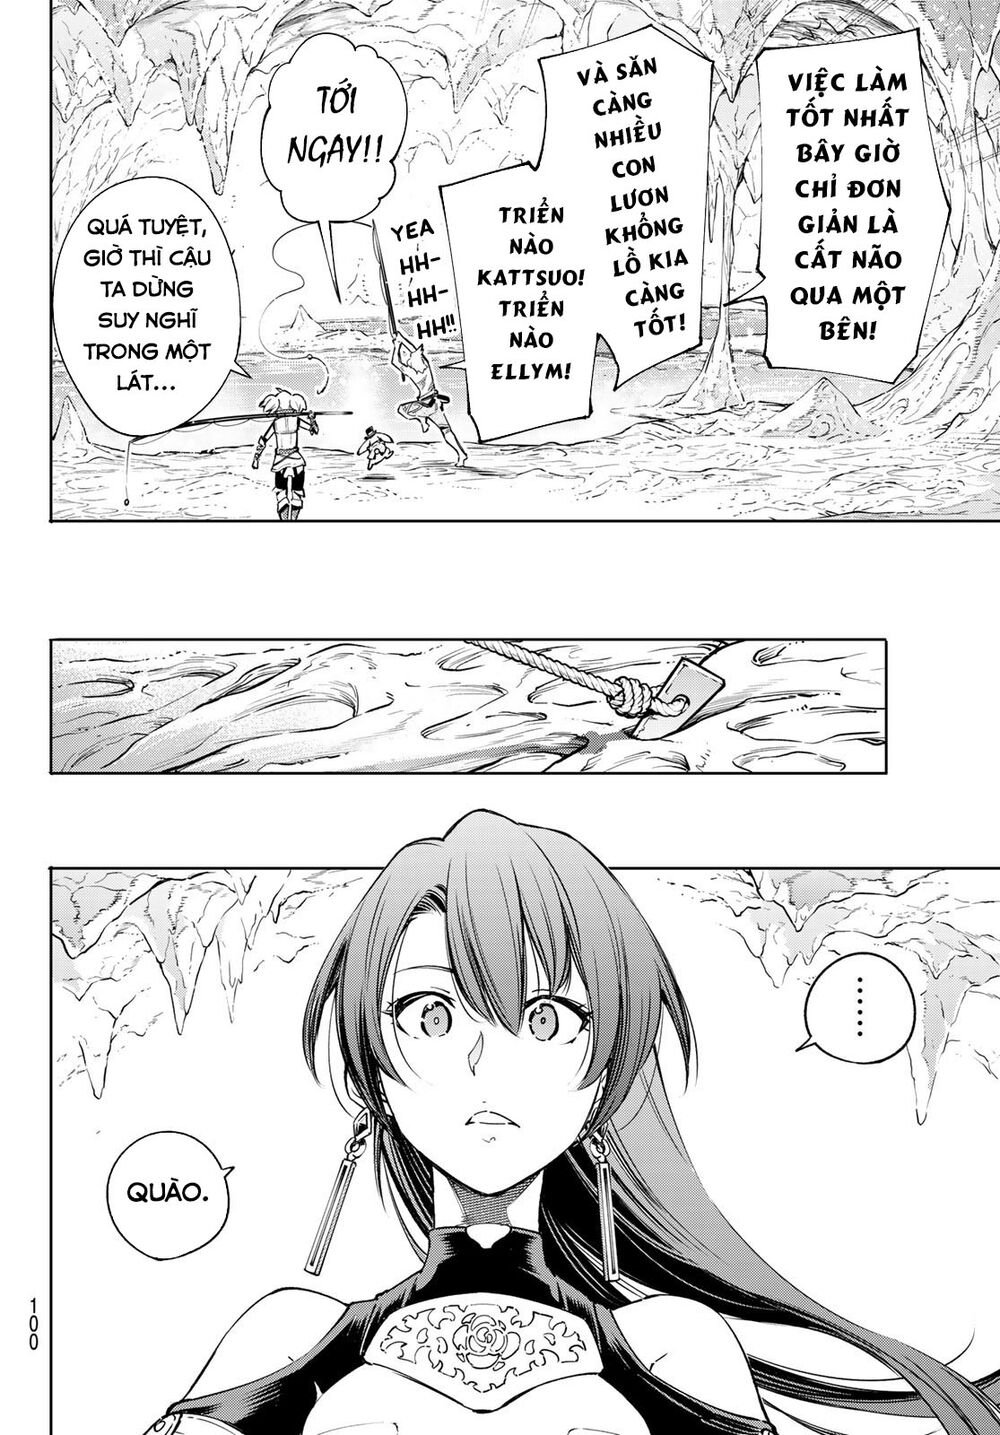 VIỆC LÀM
TỐT NHẤT
BÂY GIỜ
CHỈ ĐƠN
GIẢN LÀ
CẤT NÃO
QUA MỘT
BÊN!
VÀ SĂN
CÀNG
NHIỀU
CON
LƯƠN
KHỔNG
LỒ KIA
CÀNG
TỐT!
TRIỂN
NÀO
KATTSUO!
TRIỂN
NÀO
ELLYM!
YEA
HH-
HH-
HH!!
TỚI
NGAY!!
QUÁ TUYỆT,
GIỜ THÌ CẬU
TA DỪNG
SUY NGHĨ
TRONG MỘT
LÁT...
......
QUÀO.
100